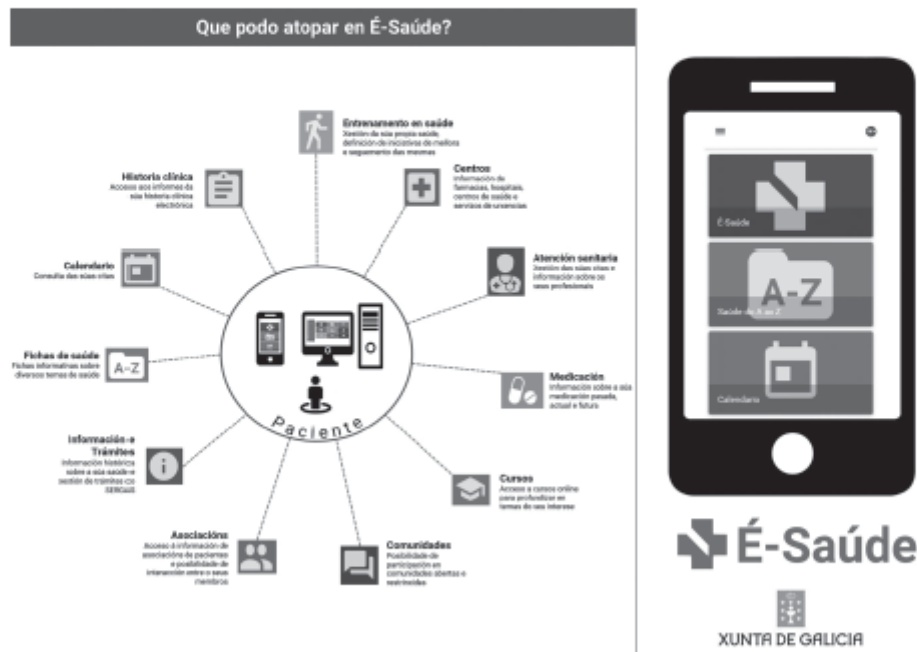 Que podo atopar en É-Saúde?
Entrenamento en saúde
Xestión da súa propia saúde,
definición de iniciativas de mellora
e seguemento das mesmas
Centros
Información de
farmacias, hospitais,
centros de saúde e
servizos de urxencias
Atención sanitaria
Xestión das súas citas e
información sobre os
seus profesionais
Medicación
Información sobre a súa
medicación pasada,
actual e futura
Cursos
Acceso a cursos online
para profundizar en
temas do seu interese
Comunidades
Posibilidade de
participación en
comunidades abertas e
restrinxidas
Asociacións
Acceso á información de
asociacións de pacientes
e posibilidade de
interacción entre o seus
membros
Información e
Trámites
Información histórica
sobre a súa saúde e
xestión de trámites co
SERGAS
Fichas de saúde
Fichas informativas sobre
diversos temas de saúde
A-Z
Calendario
Consulta das súas citas
Historia clínica
Acceso aos informes da
súa historia clínica
electrónica
Paciente
É-Saúde
A-Z
Saúde da A ao Z
Calendario
É-Saúde
XUNTA DE GALICIA